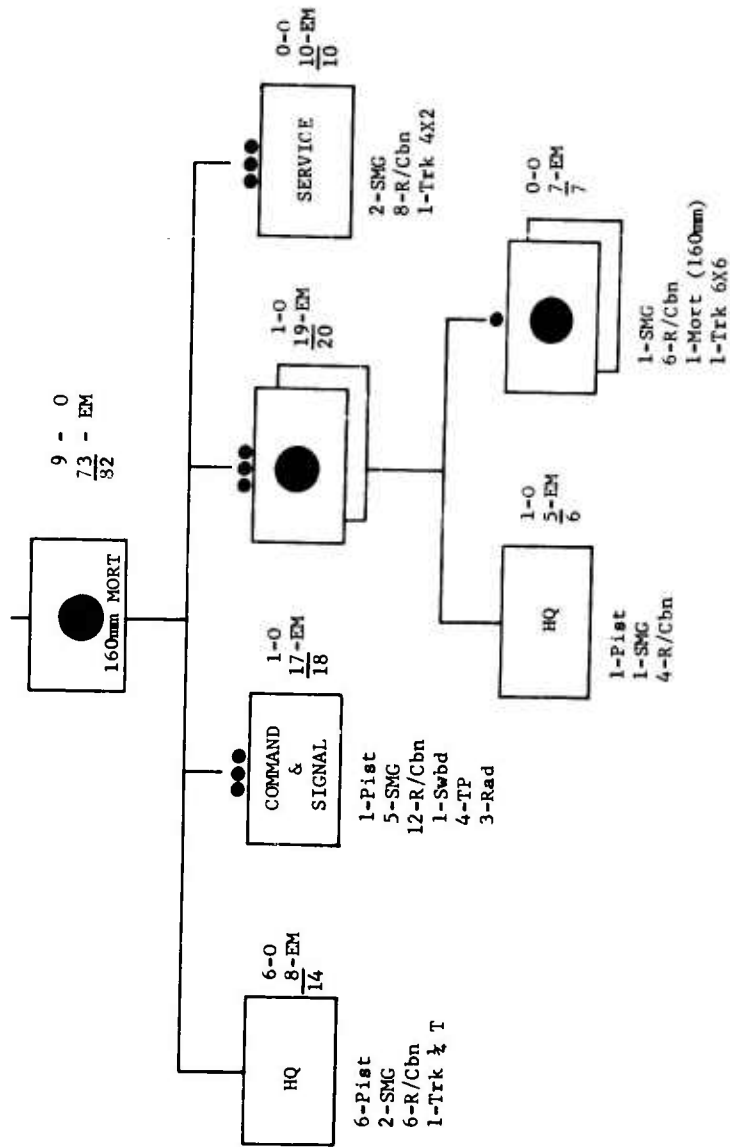 160mm MORT
9 - O
73 - EM
82
HQ
6-O
8-EM
14
6-Pist
2-SMG
6-R/Cbn
1-Trk ¼ T
COMMAND
&
SIGNAL
1-O
17-EM
18
1-Pist
5-SMG
12-R/Cbn
1-Swbd
4-TP
3-Rad
1-O
19-EM
20
SERVICE
0-O
10-EM
10
2-SMG
8-R/Cbn
1-Trk 4X2
HQ
1-O
5-EM
6
1-Pist
1-SMG
4-R/Cbn
0-O
7-EM
7
1-SMG
6-R/Cbn
1-Mort (160mm)
1-Trk 6X6